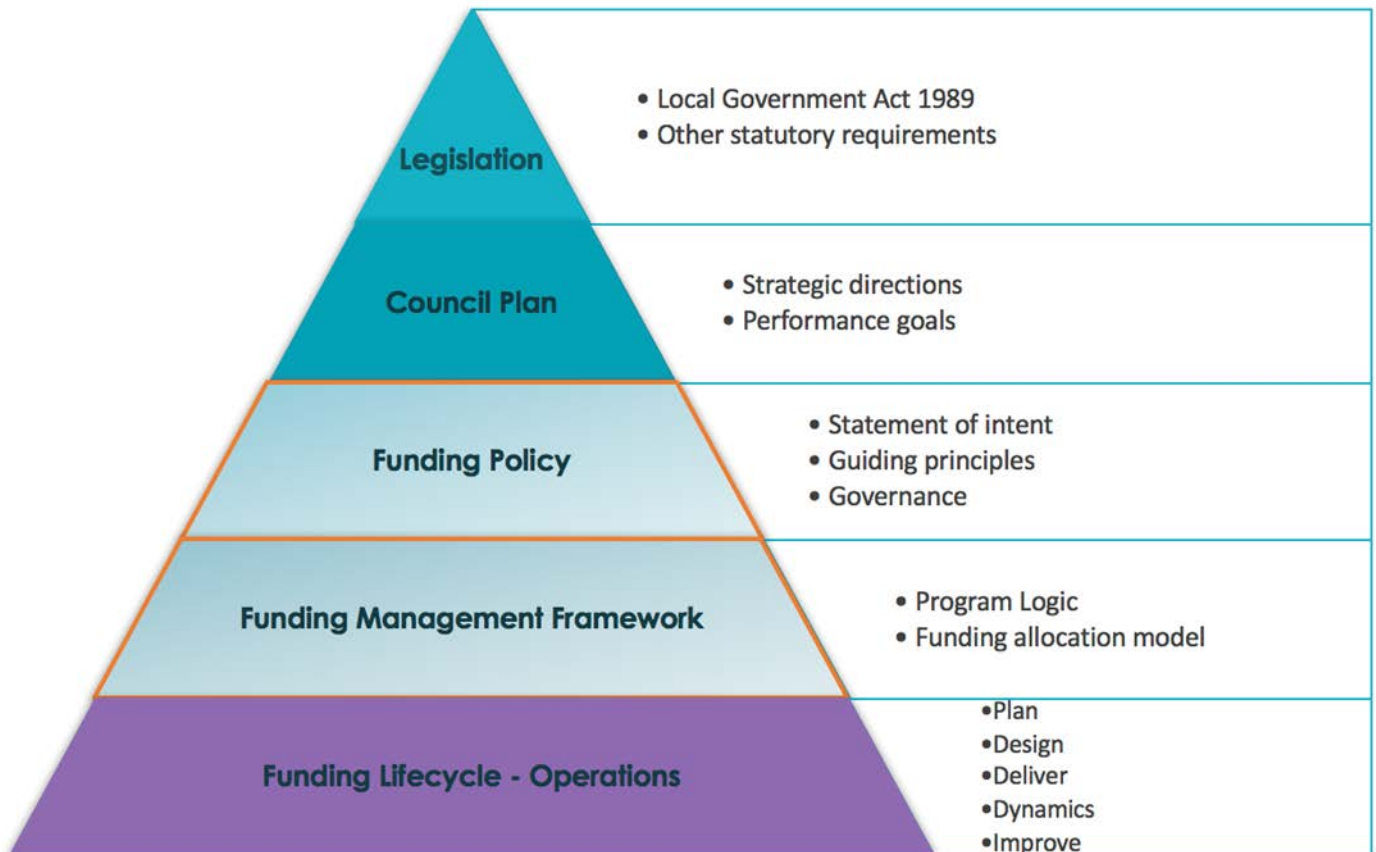 Legislation
• Local Government Act 1989
• Other statutory requirements
Council Plan
• Strategic directions
• Performance goals
Funding Policy
• Statement of intent
• Guiding principles
• Governance
Funding Management Framework
• Program Logic
• Funding allocation model
Funding Lifecycle - Operations
•Plan
•Design
•Deliver
•Dynamics
•Improve